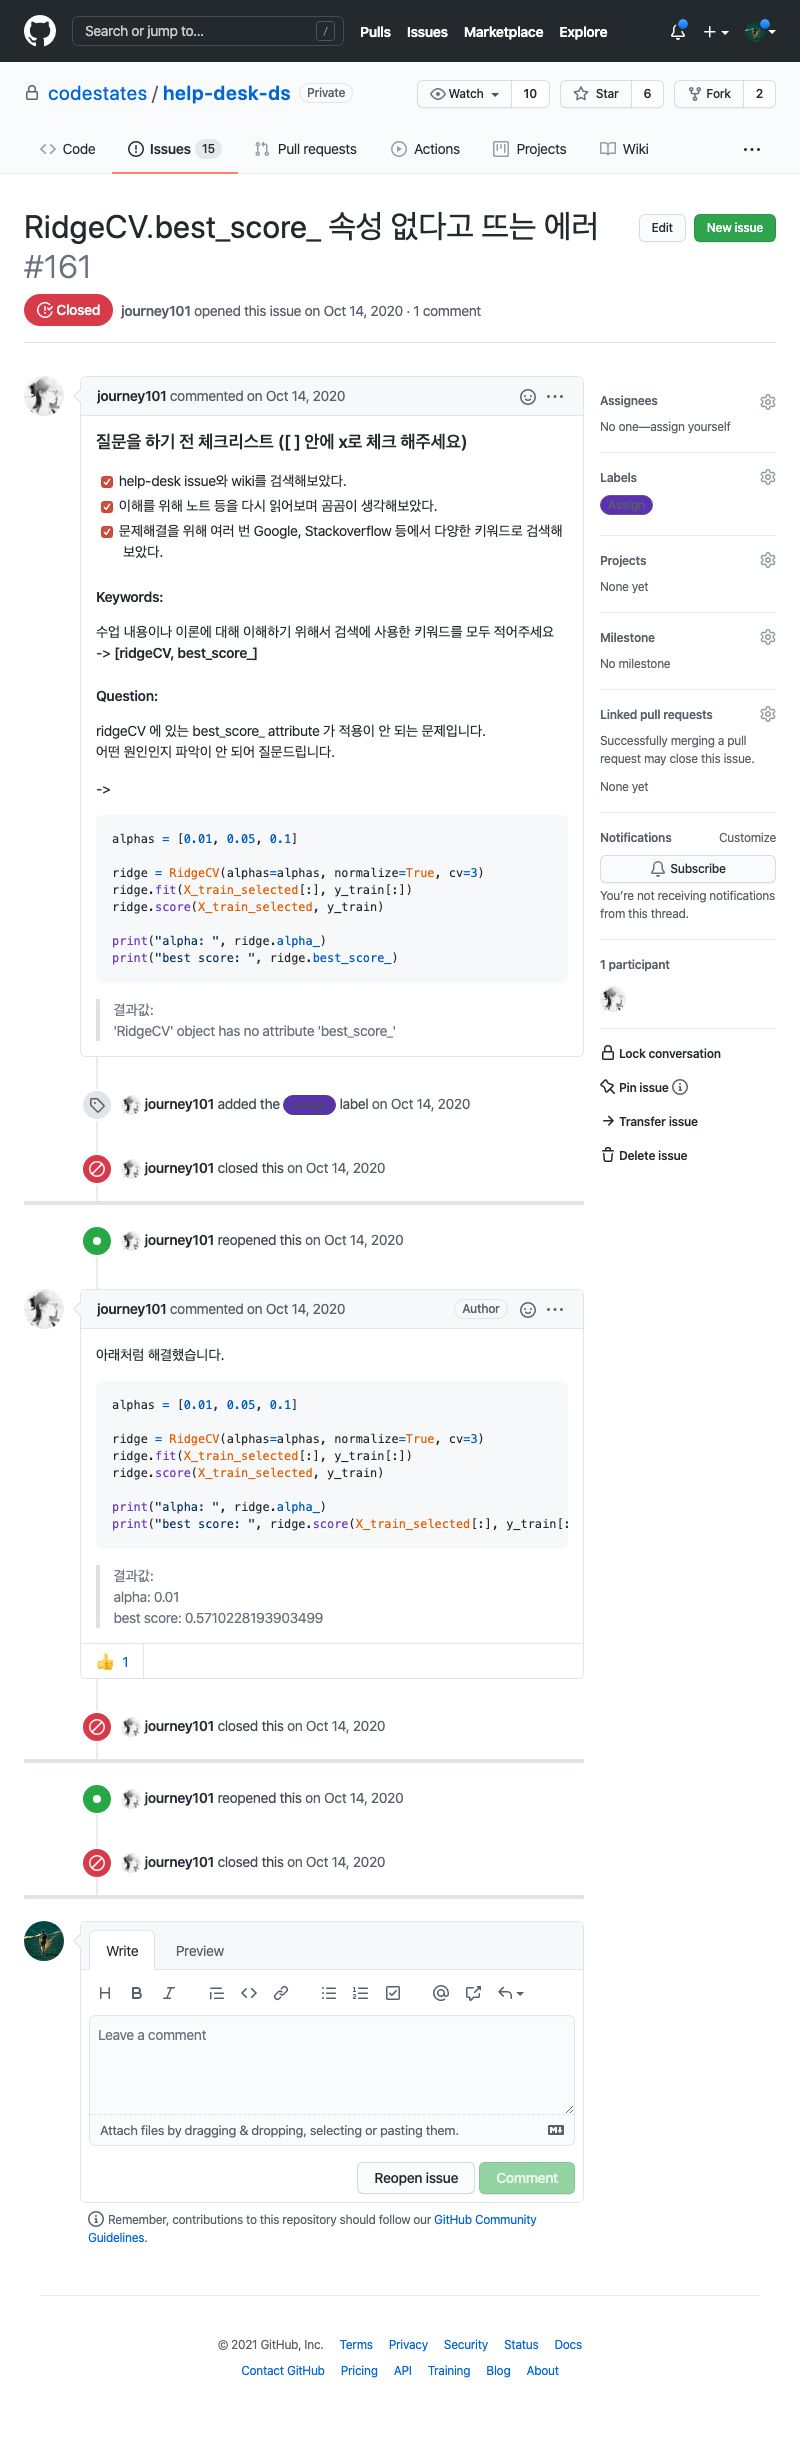 Search or jump to...
/
Pulls
Issues
Marketplace
Explore
codestates / help-desk-ds
Private
Watch
10
Star
6
Fork
2
Code
Issues
15
Pull requests
Actions
Projects
Wiki
RidgeCV.best_score_ 속성 없다고 뜨는 에러
#161
Edit
New issue
Closed
journey101 opened this issue on Oct 14, 2020 · 1 comment
journey101 commented on Oct 14, 2020
질문을 하기 전 체크리스트 ([ ] 안에 x로 체크 해주세요)
help-desk issue와 wiki를 검색해보았다.
이해를 위해 노트 등을 다시 읽어보며 곰곰이 생각해보았다.
문제해결을 위해 여러 번 Google, Stackoverflow 등에서 다양한 키워드로 검색해
보았다.
Keywords:
수업 내용이나 이론에 대해 이해하기 위해서 검색에 사용한 키워드를 모두 적어주세요
-> [ridgeCV, best_score_]
Question:
ridgeCV 에 있는 best_score_ attribute 가 적용이 안 되는 문제입니다.
어떤 원인인지 파악이 안 되어 질문드립니다.
->
alphas = [0.01, 0.05, 0.1]
ridge = RidgeCV(alphas=alphas, normalize=True, cv=3)
ridge.fit(X_train_selected[:], y_train[:])
ridge.score(X_train_selected, y_train)
print("alpha: ", ridge.alpha_)
print("best score: ", ridge.best_score_)
결과값:
'RidgeCV' object has no attribute 'best_score_'
journey101 added the
label on Oct 14, 2020
journey101 closed this on Oct 14, 2020
journey101 reopened this on Oct 14, 2020
journey101 commented on Oct 14, 2020
Author
아래처럼 해결했습니다.
alphas = [0.01, 0.05, 0.1]
ridge = RidgeCV(alphas=alphas, normalize=True, cv=3)
ridge.fit(X_train_selected[:], y_train[:])
ridge.score(X_train_selected, y_train)
print("alpha: ", ridge.alpha_)
print("best score: ", ridge.score(X_train_selected[:], y_train[:
결과값:
alpha: 0.01
best score: 0.5710228193903499
👍 1
journey101 closed this on Oct 14, 2020
journey101 reopened this on Oct 14, 2020
journey101 closed this on Oct 14, 2020
Write
Preview
Leave a comment
Attach files by dragging & dropping, selecting or pasting them.
Reopen issue
Comment
Remember, contributions to this repository should follow our GitHub Community
Guidelines.
Assignees
No one—assign yourself
Labels
Assign
Projects
None yet
Milestone
No milestone
Linked pull requests
Successfully merging a pull
request may close this issue.
None yet
Notifications
Customize
Subscribe
You're not receiving notifications
from this thread.
1 participant
Lock conversation
Pin issue
Transfer issue
Delete issue
© 2021 GitHub, Inc.
Terms
Privacy
Security
Status
Docs
Contact GitHub
Pricing
API
Training
Blog
About